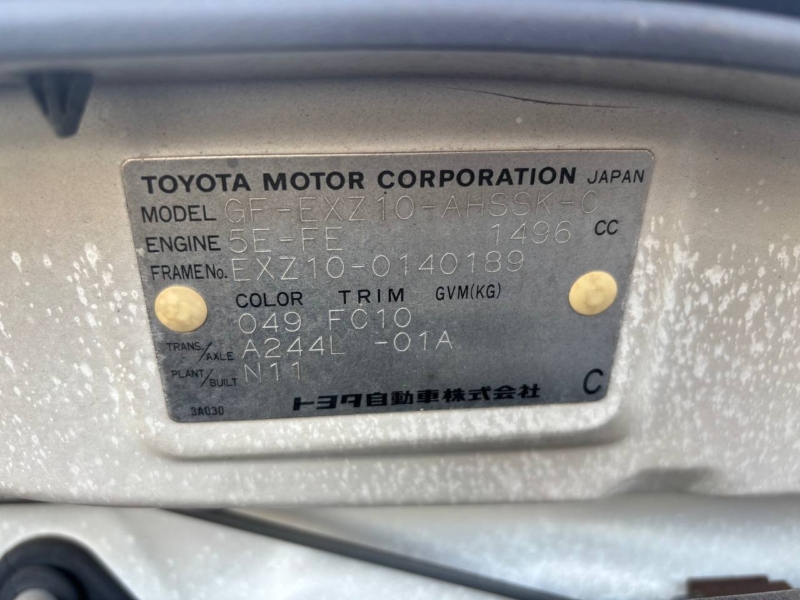 TOYOTA MOTOR CORPORATION JAPAN
MODEL GF-EXZ10-AHSSK-C
ENGINE 5E-FE 1496 CC
FRAME No. EXZ10-0140189
COLOR TRIM GVM(KG)
049 FC10
TRANS./AXLE A244L -01A
PLANT/BUILT N11
3A030 トヨタ自動車株式会社 C